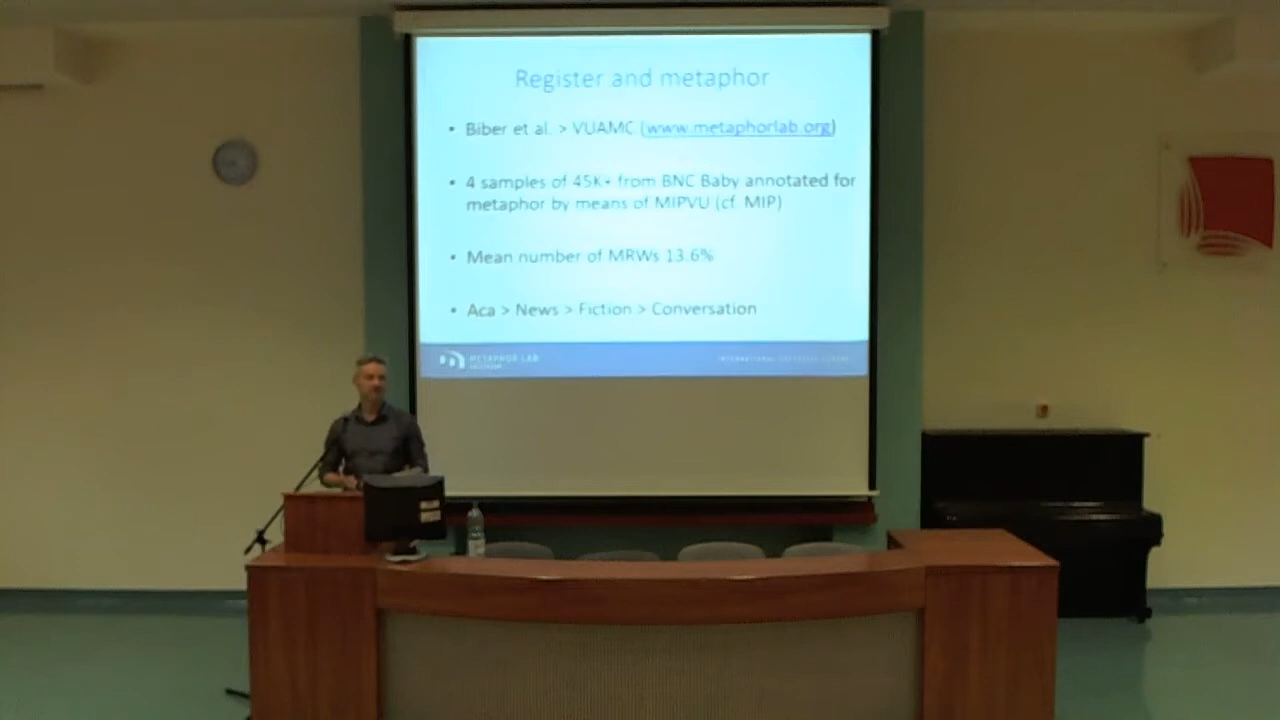 Register and metaphor
• Biber et al. > VUAMC (www.metaphorlab.org)
• 4 samples of 45K+ from BNC Baby annotated for
metaphor by means of MIPVU (cf. MIP)
• Mean number of MRWs 13.6%
• Aca > News > Fiction > Conversation
METAPHOR LAB